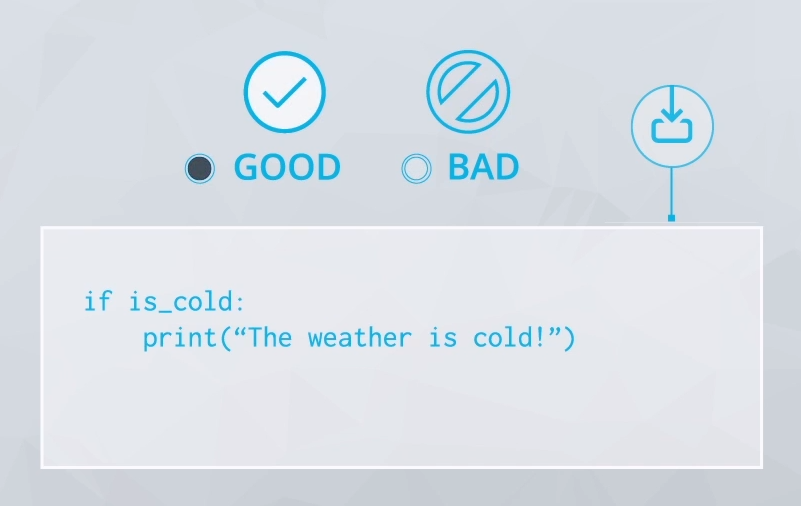 GOOD BAD
if is_cold:
    print(“The weather is cold!”)